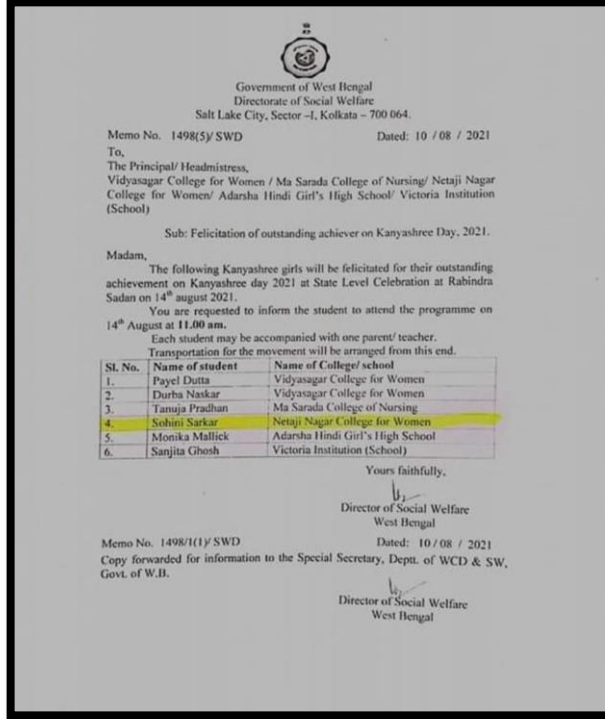 Government of West Bengal
Directorate of Social Welfare
Salt Lake City, Sector –I, Kolkata – 700 064.
Memo No. 1498(5)/ SWD Dated: 10 / 08 / 2021
To,
The Principal/ Headmistress,
Vidyasagar College for Women / Ma Sarada College of Nursing/ Netaji Nagar
College for Women/ Adarsha Hindi Girl's High School/ Victoria Institution
(School)
Sub: Felicitation of outstanding achiever on Kanyashree Day, 2021.
Madam,
The following Kanyashree girls will be felicitated for their outstanding
achievement on Kanyashree day 2021 at State Level Celebration at Rabindra
Sadan on 14th august 2021.
You are requested to inform the student to attend the programme on
14th August at 11.00 am.
Each student may be accompanied with one parent/ teacher.
Transportation for the movement will be arranged from this end.
Sl. No. Name of student Name of College/ school
1. Payel Dutta Vidyasagar College for Women
2. Durba Naskar Vidyasagar College for Women
3. Tanuja Pradhan Ma Sarada College of Nursing
4. Sohini Sarkar Netaji Nagar College for Women
5. Monika Mallick Adarsha Hindi Girl's High School
6. Sanjita Ghosh Victoria Institution (School)
Yours faithfully,
Director of Social Welfare
West Bengal
Memo No. 1498/1(1)/ SWD Dated: 10 / 08 / 2021
Copy forwarded for information to the Special Secretary, Deptt. of WCD & SW,
Govt. of W.B.
Director of Social Welfare
West Bengal